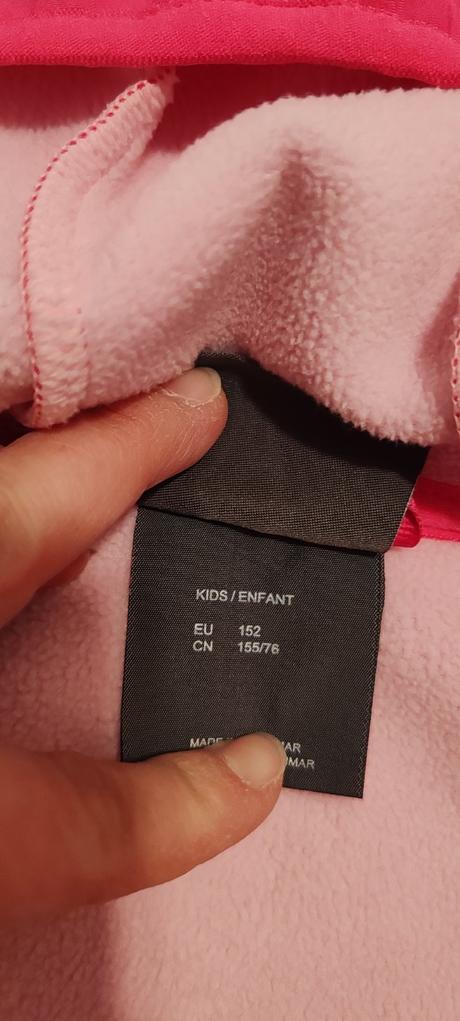 KIDS / ENFANT
EU 152
CN 155/76
MADE